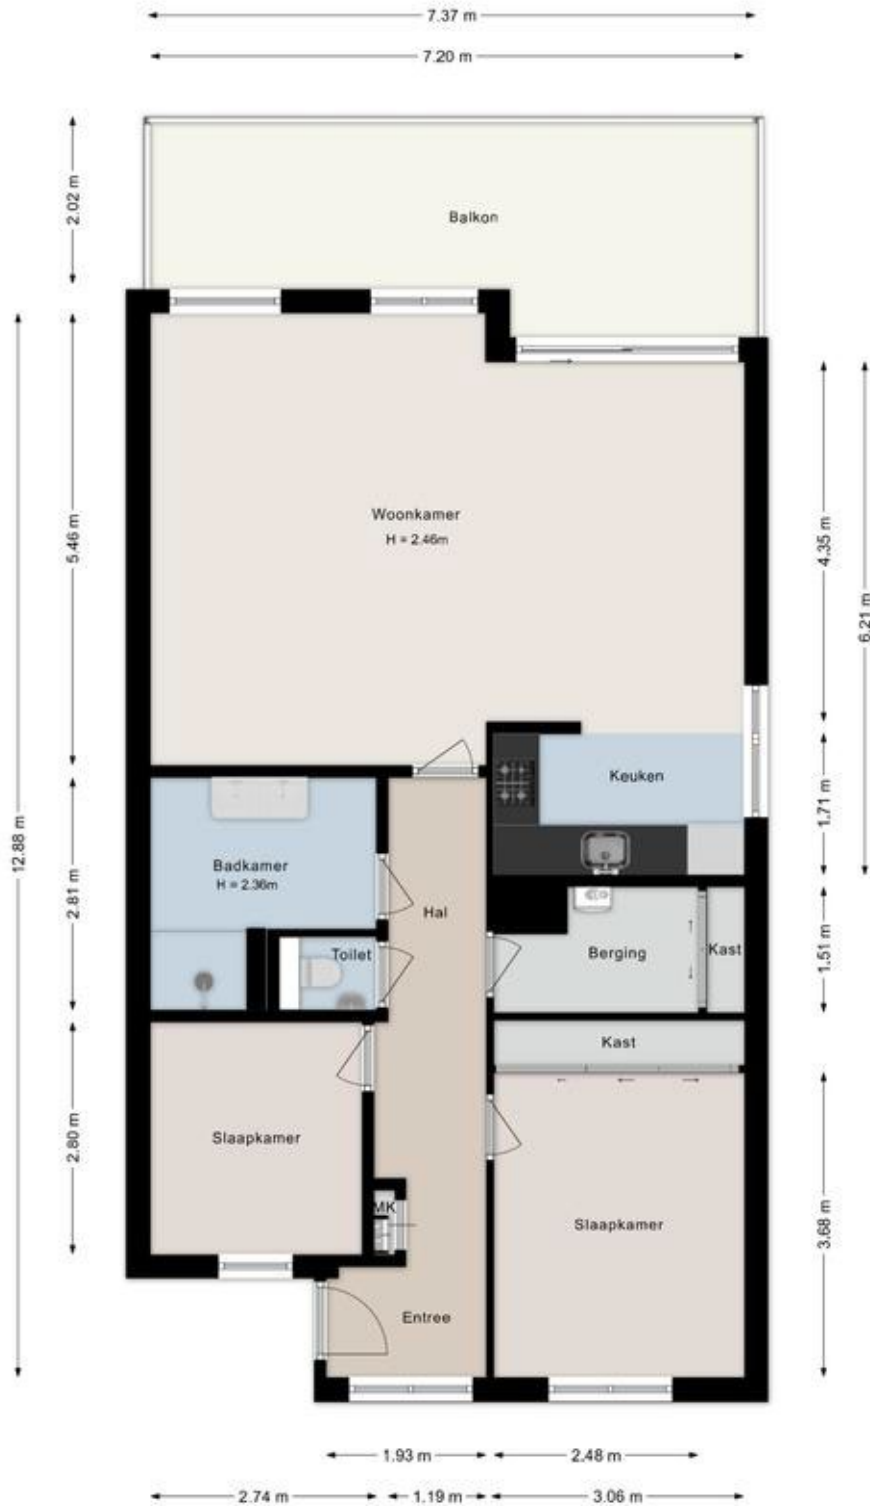 7.37 m
7.20 m
2.02 m
Balkon
Woonkamer
H = 2.46m
5.46 m
4.35 m
6.21 m
12.88 m
Keuken
1.71 m
Badkamer
H = 2.36m
2.81 m
Hal
Toilet
Berging
Kast
1.51 m
Kast
Slaapkamer
2.80 m
MK
Slaapkamer
3.68 m
Entree
1.93 m
2.48 m
2.74 m
1.19 m
3.06 m